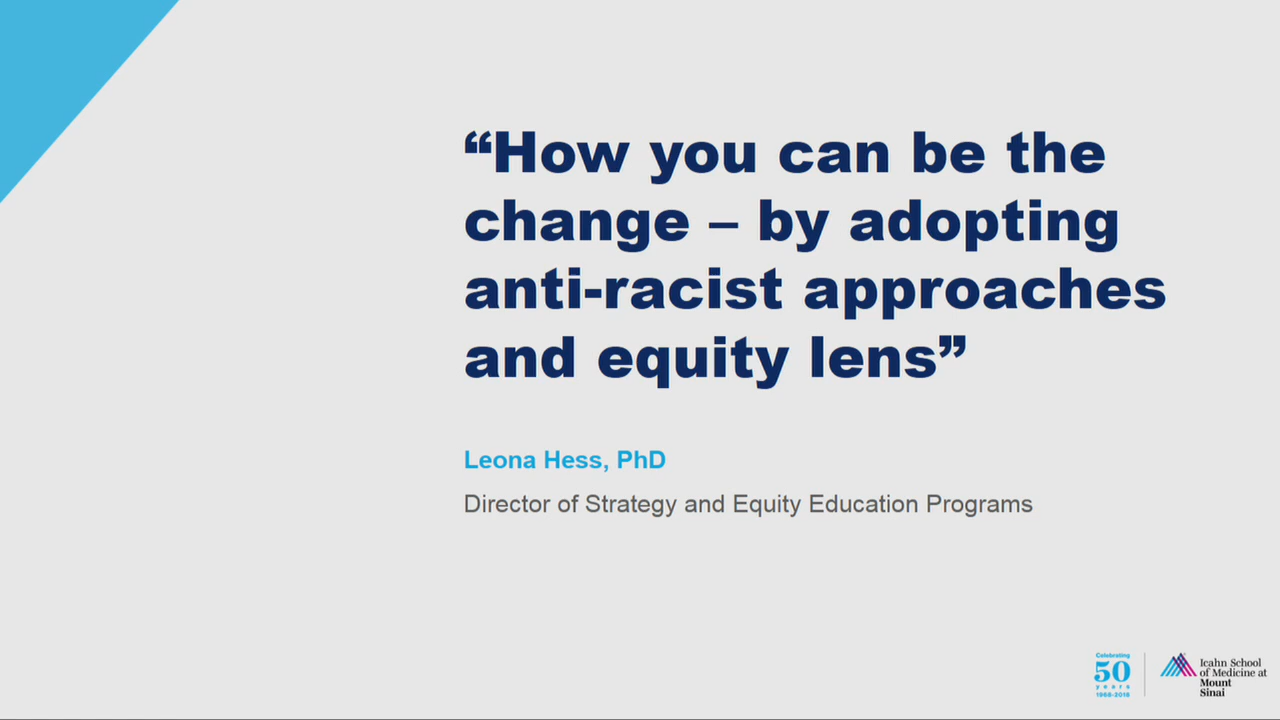 “How you can be the
change – by adopting
anti-racist approaches
and equity lens”
Leona Hess, PhD
Director of Strategy and Equity Education Programs
Celebrating
50
years
1968-2018
Icahn School
of Medicine at
Mount
Sinai